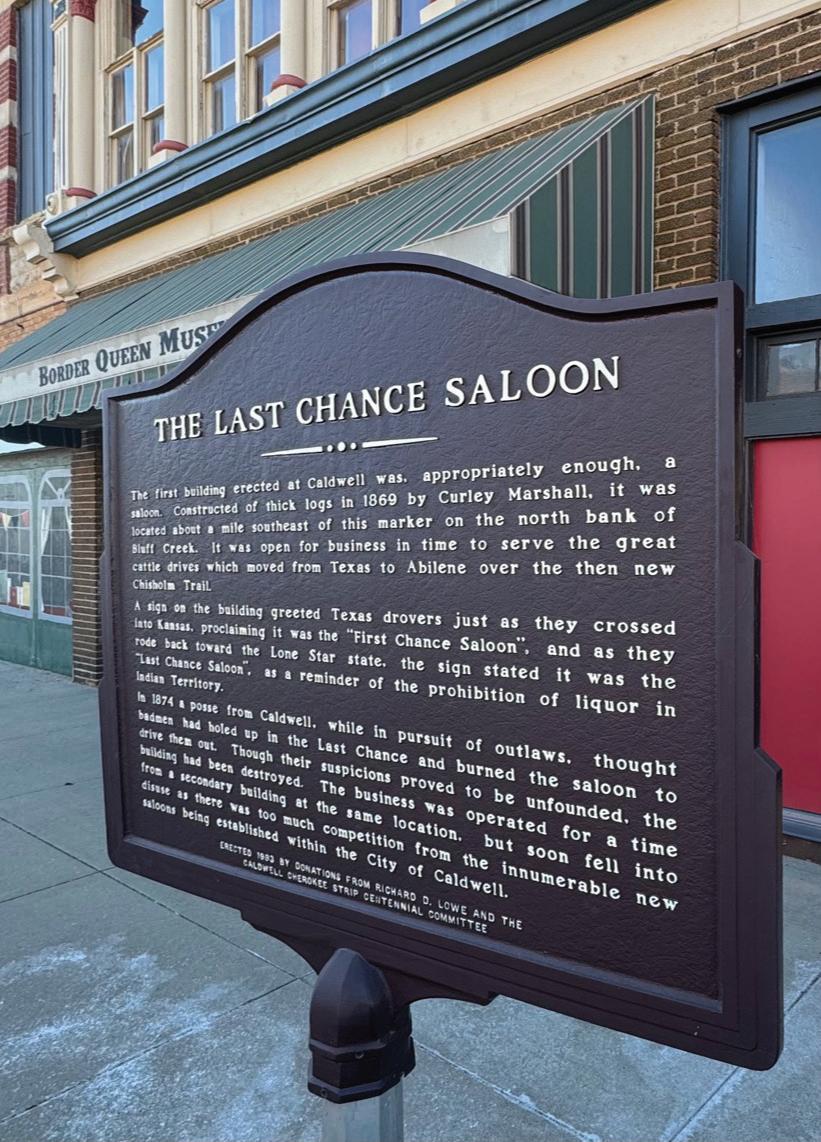 BORDER QUEEN MUSE
THE LAST CHANCE SALOON
The first building erected at Caldwell was, appropriately enough, a
saloon. Constructed of thick logs in 1869 by Curley Marshall, it was
located about a mile southeast of this marker on the north bank of
Bluff Creek. It was open for business in time to serve the great
cattle drives which moved from Texas to Abilene over the then new
Chisholm Trail.
A sign on the building greeted Texas drovers just as they crossed
into Kansas, proclaiming it was the "First Chance Saloon", and as they
rode back toward the Lone Star state, the sign stated it was the
"Last Chance Saloon", as a reminder of the prohibition of liquor in
Indian Territory.
In 1874 a posse from Caldwell, while in pursuit of outlaws, thought
badmen had holed up in the Last Chance and burned the saloon to
drive them out. Though their suspicions proved to be unfounded, the
building had been destroyed. The business was operated for a time
from a secondary building at the same location, but soon fell into
disuse as there was too much competition from the innumerable new
saloons being established within the City of Caldwell.
ERECTED 1993 BY DONATIONS FROM RICHARD D. LOWE AND THE
CALDWELL CHEROKEE STRIP CENTENNIAL COMMITTEE